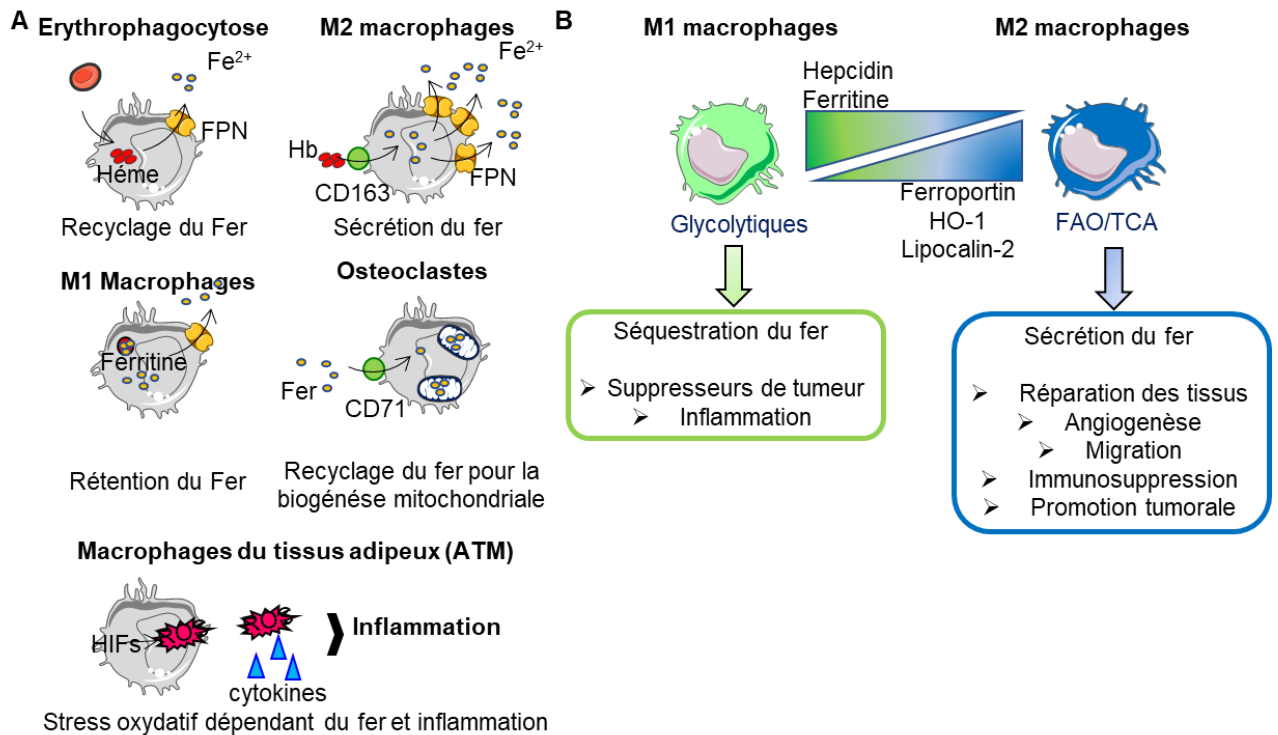 A
Erythrophagocytose
Fe2+
FPN
Héme
Recyclage du Fer
M2 macrophages
Fe2+
Hb
CD163
FPN
Sécrétion du fer
M1 Macrophages
Ferritine
Rétention du Fer
Osteoclastes
Fer
CD71
Recyclage du fer pour la
biogénése mitochondriale
Macrophages du tissus adipeux (ATM)
HIFs
cytokines
Inflammation
Stress oxydatif dépendant du fer et inflammation
B
M1 macrophages
M2 macrophages
Hepcidin
Ferritine
Ferroportin
HO-1
Lipocalin-2
Glycolytiques
FAO/TCA
Séquestration du fer
➤ Suppresseurs de tumeur
➤ Inflammation
Sécrétion du fer
➤ Réparation des tissus
➤ Angiogenèse
➤ Migration
➤ Immunosuppression
➤ Promotion tumorale